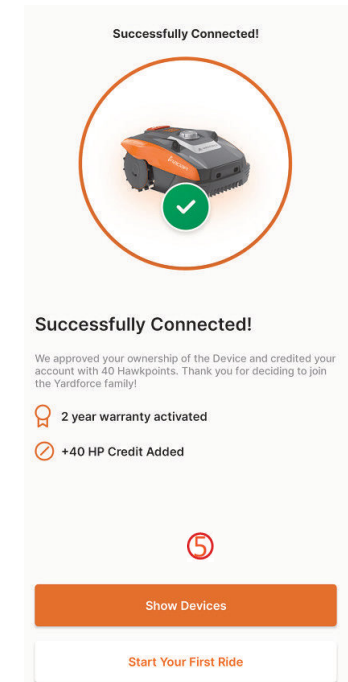 Successfully Connected!
Successfully Connected!
We approved your ownership of the Device and credited your
account with 40 Hawkpoints. Thank you for deciding to join
the Yardforce family!
2 year warranty activated
+40 HP Credit Added
5
Show Devices
Start Your First Ride